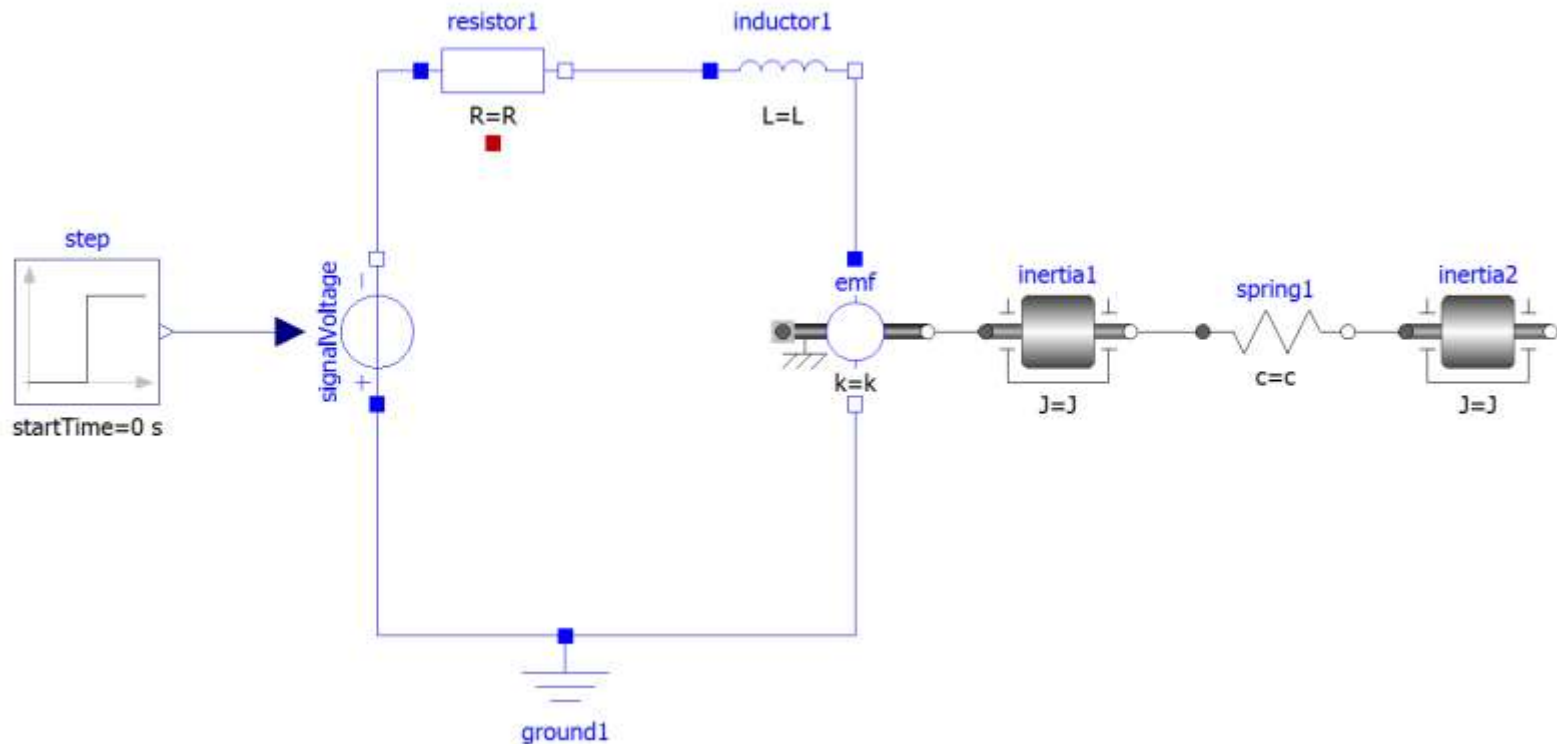 resistor1
inductor1
R=R
L=L
step
signalVoltage
−
+
emf
inertia1
spring1
inertia2
k=k
c=c
J=J
J=J
startTime=0 s
ground1